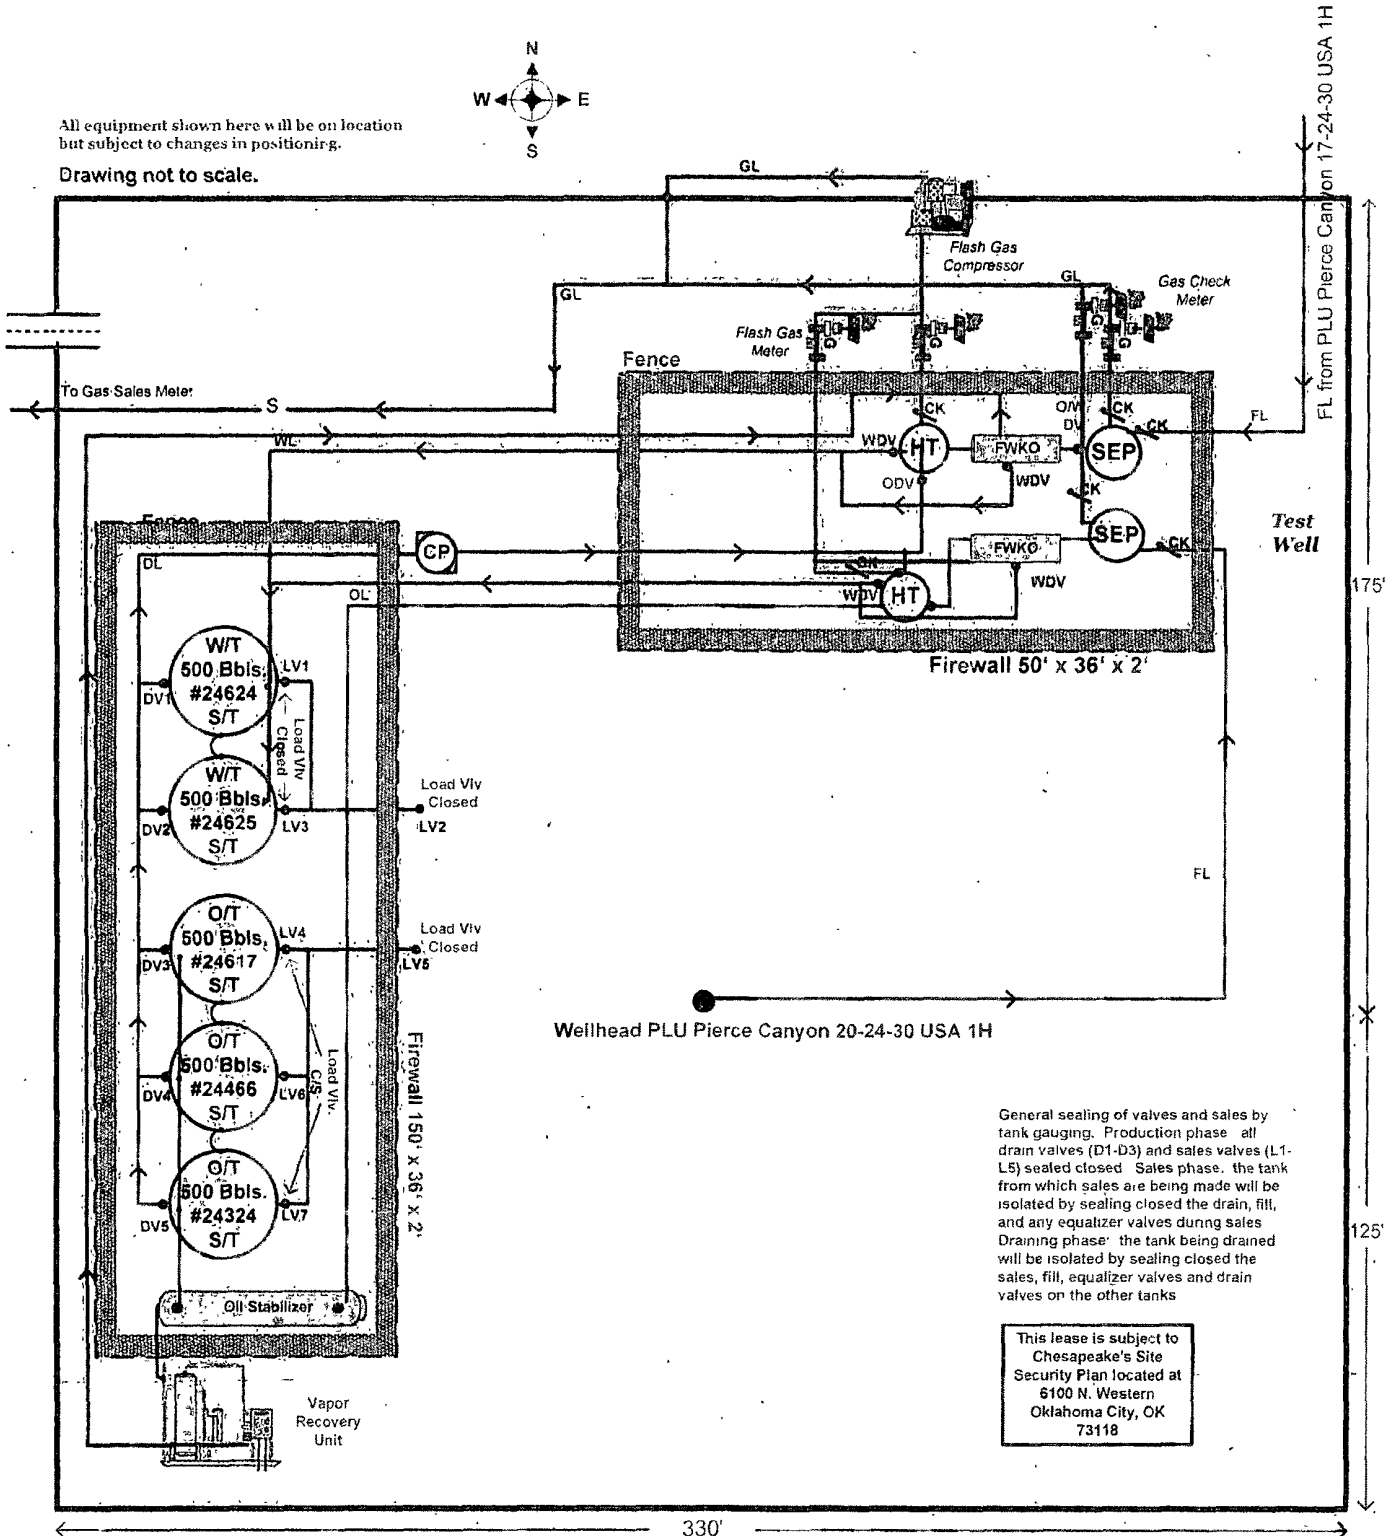 N
W
E
S
All equipment shown here will be on location
but subject to changes in positioning.
Drawing not to scale.
FL from PLU Pierce Canyon 17-24-30 USA 1H
GL
Flash Gas
Compressor
GL
GL
Gas Check
Meter
Flash Gas
Meter
G
G
G
G
Fence
To Gas Sales Meter
S
WL
CK
WDV
HT
ODV
FWKO
WDV
CK
SEP
CK
FL
CK
SEP
CK
FWKO
WDV
CK
WDV
HT
Test
Well
Firewall 50' x 36' x 2'
175'
Fence
DL
CP
OL
W/T
500 Bbls.
#24624
S/T
DV1
LV1
Load Vlv
Closed
W/T
500 Bbls.
#24625
S/T
DV2
LV3
Load Vlv
Closed
LV2
O/T
500 Bbls.
#24617
S/T
DV3
LV4
Load Vlv
Closed
LV5
O/T
500 Bbls.
#24466
S/T
DV4
LV6
Load Vlv.
C/S
O/T
500 Bbls.
#24324
S/T
DV5
LV7
Firewall 150' x 36' x 2'
Oil Stabilizer
Vapor
Recovery
Unit
FL
Wellhead PLU Pierce Canyon 20-24-30 USA 1H
General sealing of valves and sales by
tank gauging. Production phase all
drain valves (D1-D3) and sales valves (L1-
L5) sealed closed Sales phase. the tank
from which sales are being made will be
isolated by sealing closed the drain, fill,
and any equalizer valves during sales
Draining phase' the tank being drained
will be isolated by sealing closed the
sales, fill, equalizer valves and drain
valves on the other tanks
125'
This lease is subject to
Chesapeake's Site
Security Plan located at
6100 N. Western
Oklahoma City, OK
73118
330'